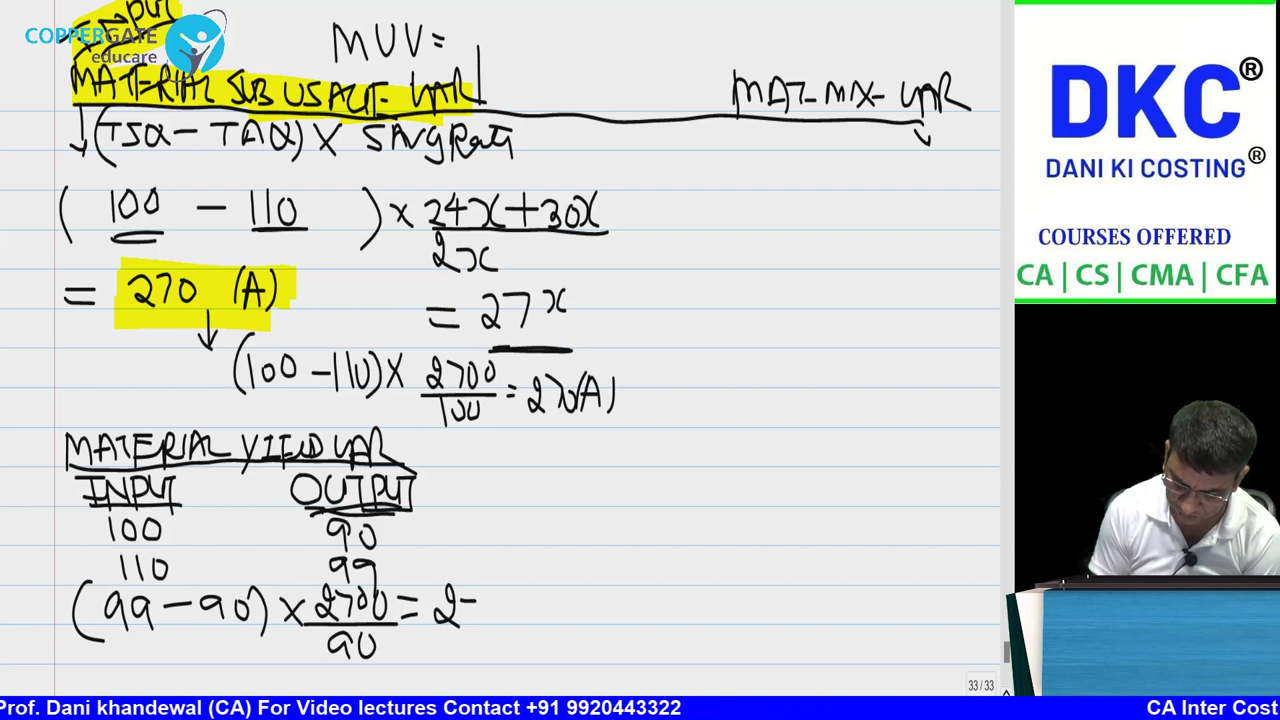 INPUT
COPPERGATE
educare
MUV =
MATERIAL SUB USAGE VAR
MAT-MIX-VAR
(TSQ - TAQ) × SAvgRate
( 100 - 110 ) × 24x+30x
2x
= 270 (A)
= 27x
(100 - 110) × 2700 = 270(A)
100
MATERIAL YIELD VAR
INPUT OUTPUT
100 90
110 99
(99 - 90) × 2700 = 2
90
33 / 33
DKC®
DANI KI COSTING®
COURSES OFFERED
CA | CS | CMA | CFA
Prof. Dani khandewal (CA) For Video lectures Contact +91 9920443322
CA Inter Cost